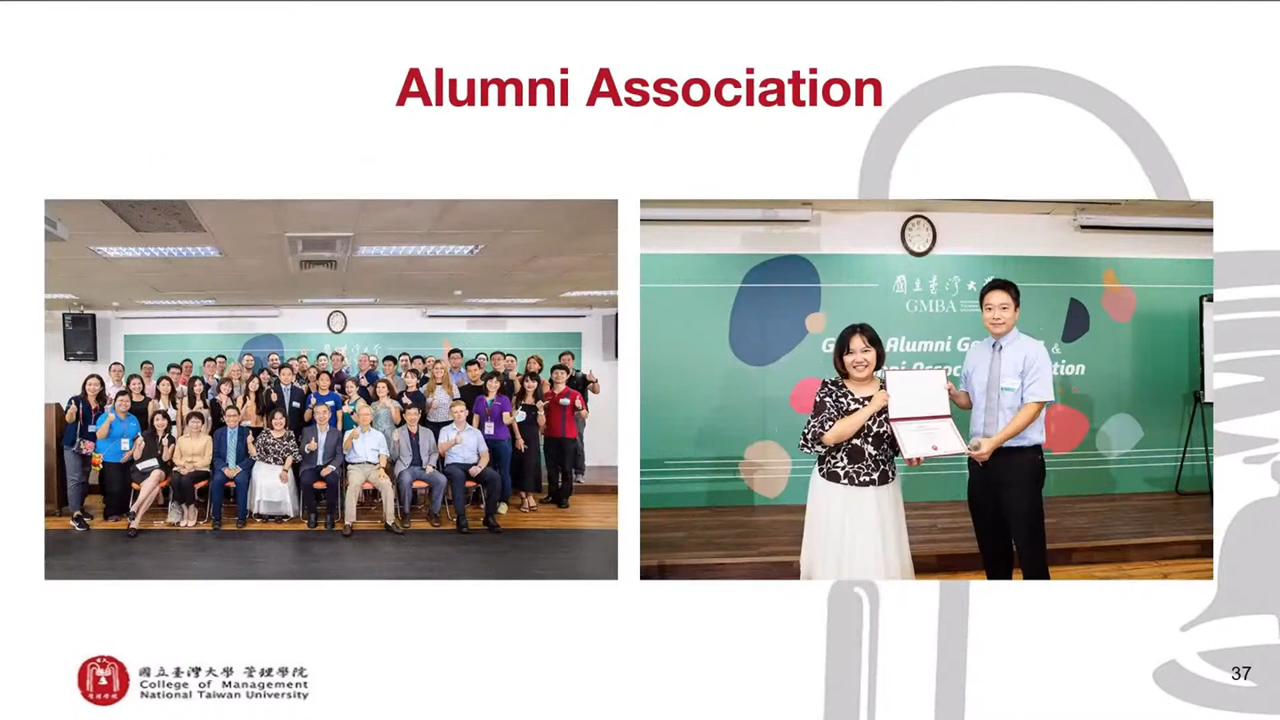 Alumni Association
國立臺灣大學
GMBA
Alumni
&
國立臺灣大學 管理學院
College of Management
National Taiwan University
37